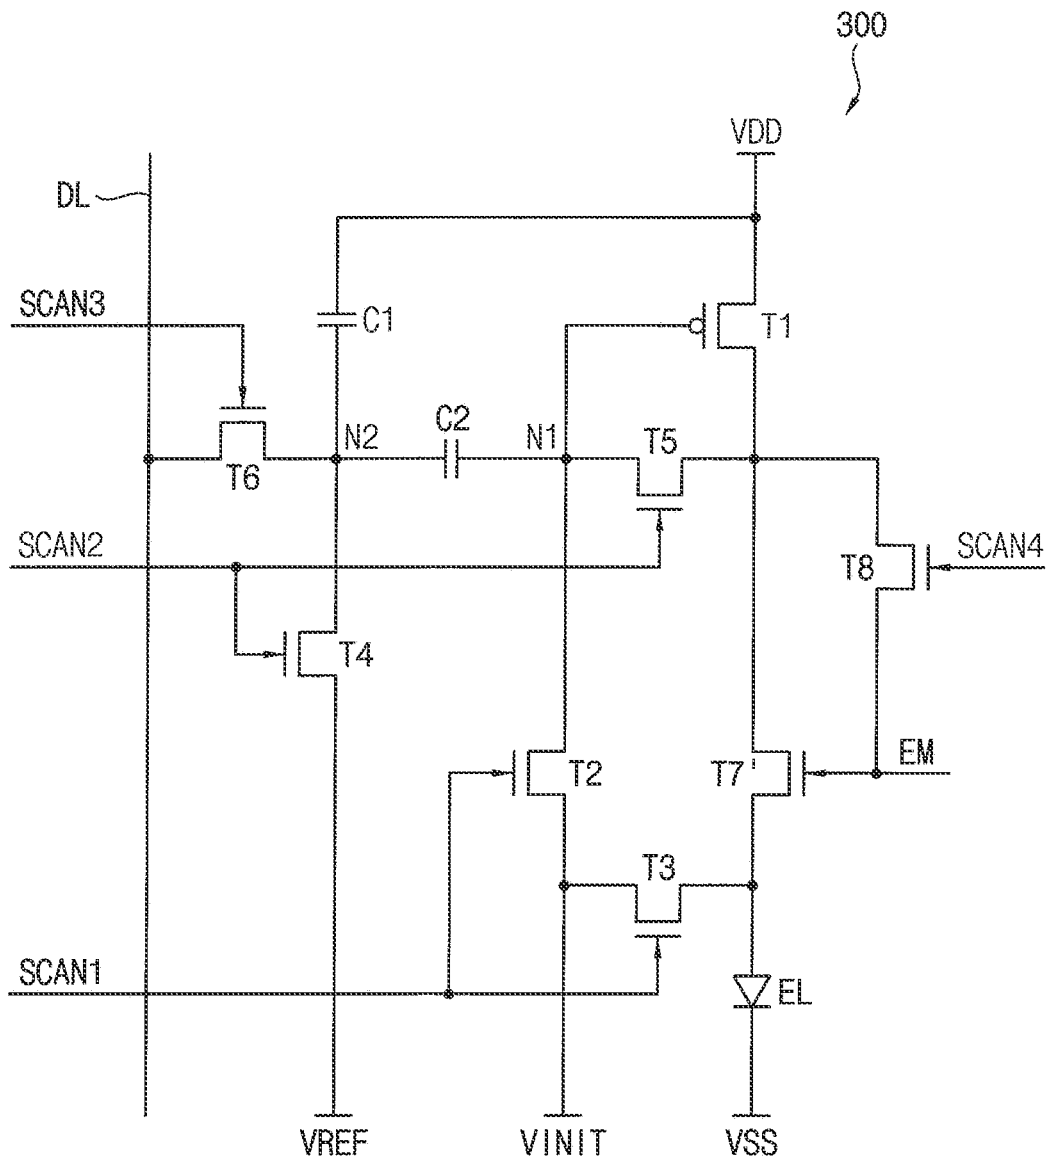 300
VDD
DL
SCAN3
C1
T1
C2
N2
N1
T5
T6
SCAN2
SCAN4
T8
T4
EM
T2
T7
T3
SCAN1
EL
VREF
VINIT
VSS